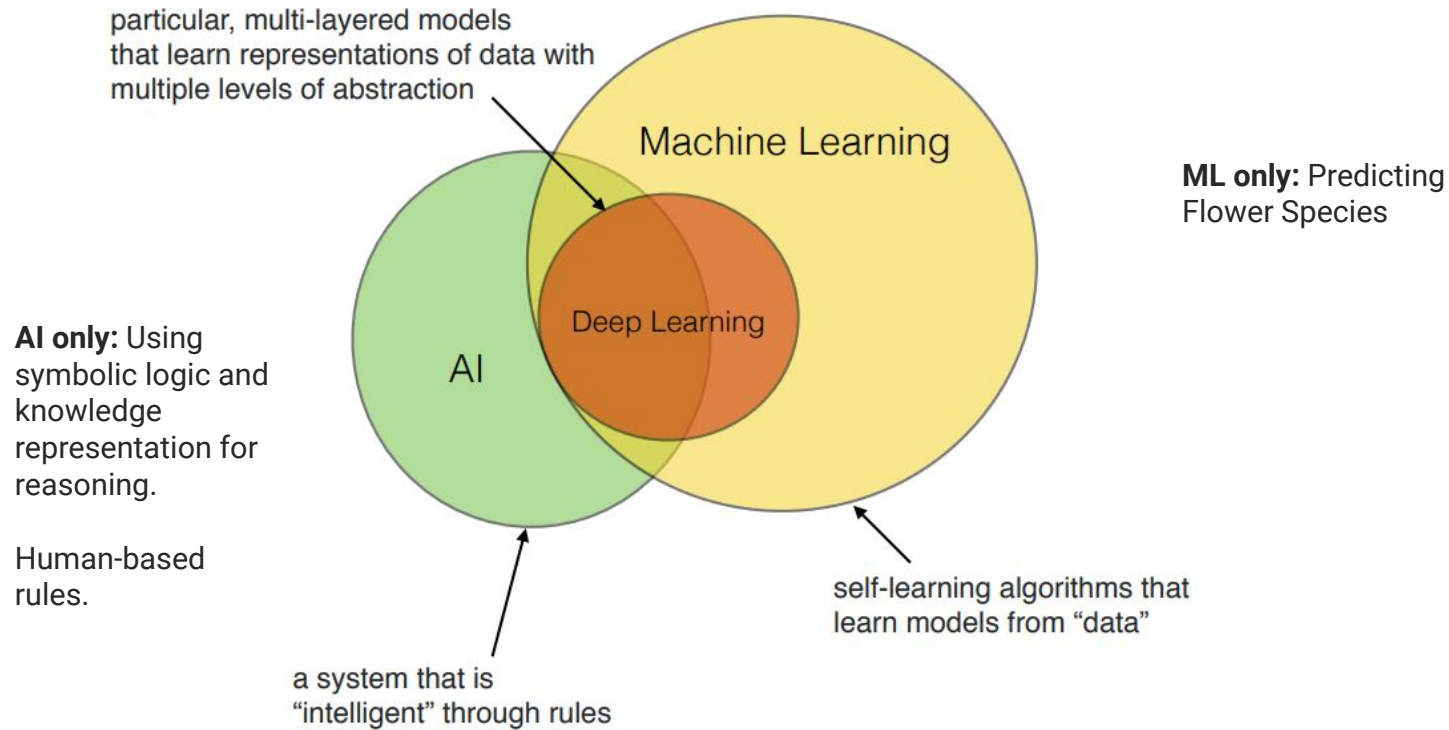 particular, multi-layered models
that learn representations of data with
multiple levels of abstraction
Machine Learning
ML only: Predicting
Flower Species
Deep Learning
AI
AI only: Using
symbolic logic and
knowledge
representation for
reasoning.
Human-based
rules.
self-learning algorithms that
learn models from “data”
a system that is
“intelligent” through rules